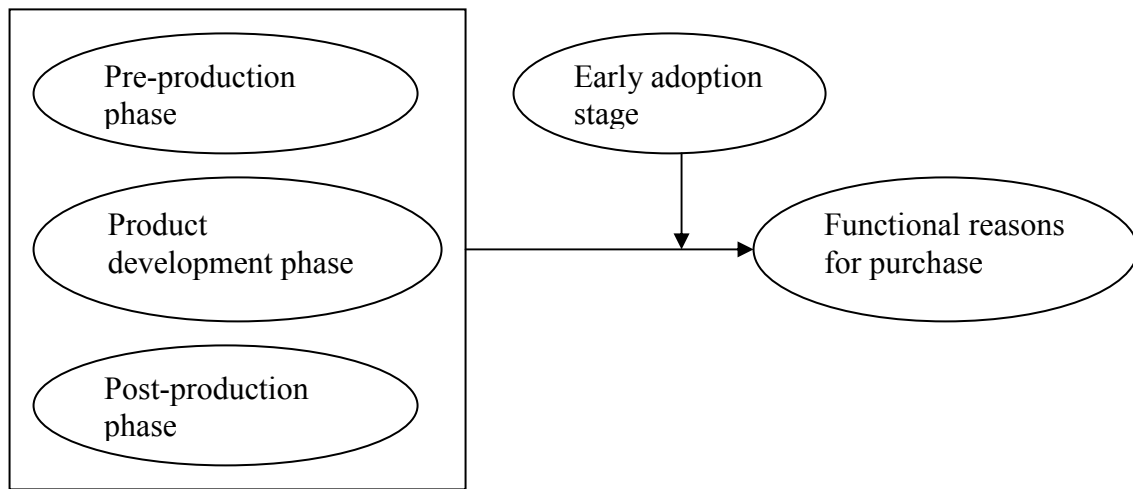 Pre-production
phase
Early adoption
stage
Product
development phase
Functional reasons
for purchase
Post-production
phase